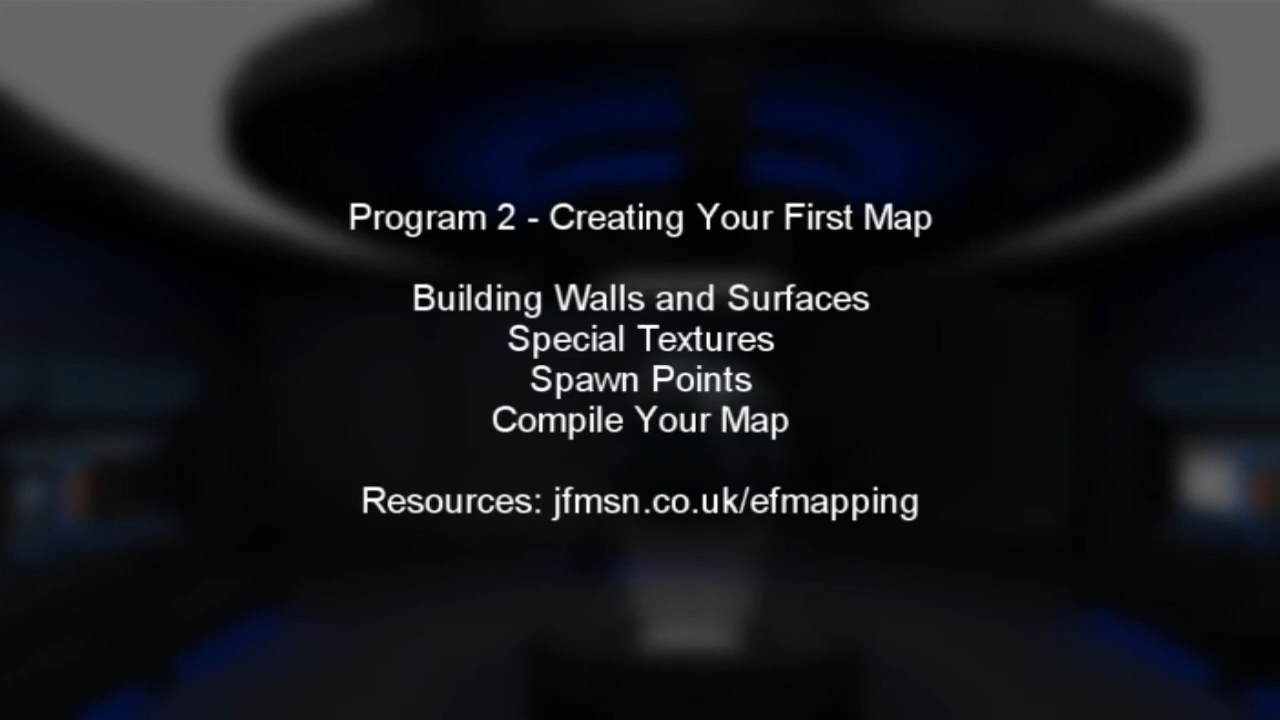 Program 2 - Creating Your First Map
Building Walls and Surfaces
Special Textures
Spawn Points
Compile Your Map
Resources: jfmsn.co.uk/efmapping